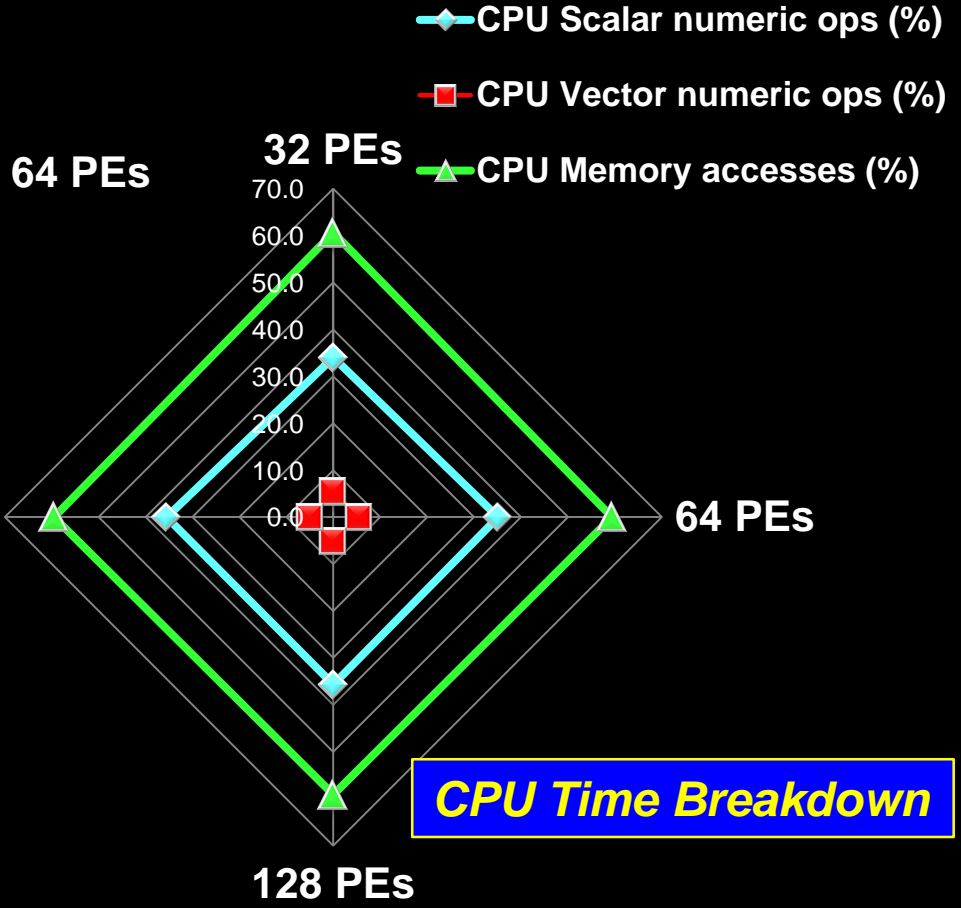 CPU Scalar numeric ops (%)
CPU Vector numeric ops (%)
CPU Memory accesses (%)
32 PEs
64 PEs
70.0
60.0
50.0
40.0
30.0
20.0
10.0
0.0
64 PEs
CPU Time Breakdown
128 PEs